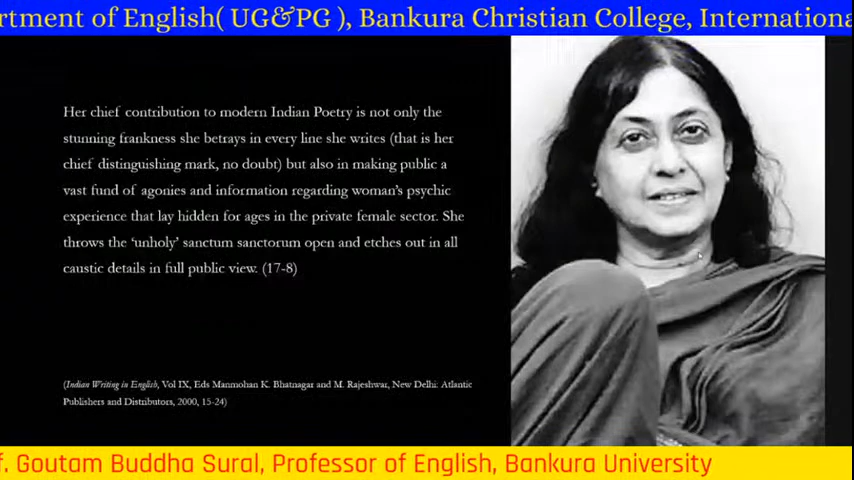 rtment of English( UG&PG ), Bankura Christian College, Internationa
Her chief contribution to modern Indian Poetry is not only the
stunning frankness she betrays in every line she writes (that is her
chief distinguishing mark, no doubt) but also in making public a
vast fund of agonies and information regarding woman's psychic
experience that lay hidden for ages in the private female sector. She
throws the 'unholy' sanctum sanctorum open and etches out in all
caustic details in full public view. (17-8)
(Indian Writing in English, Vol IX, Eds Manmohan K. Bhatnagar and M. Rajeshwar, New Delhi: Atlantic
Publishers and Distributors, 2000, 15-24)
f. Goutam Buddha Sural, Professor of English, Bankura University